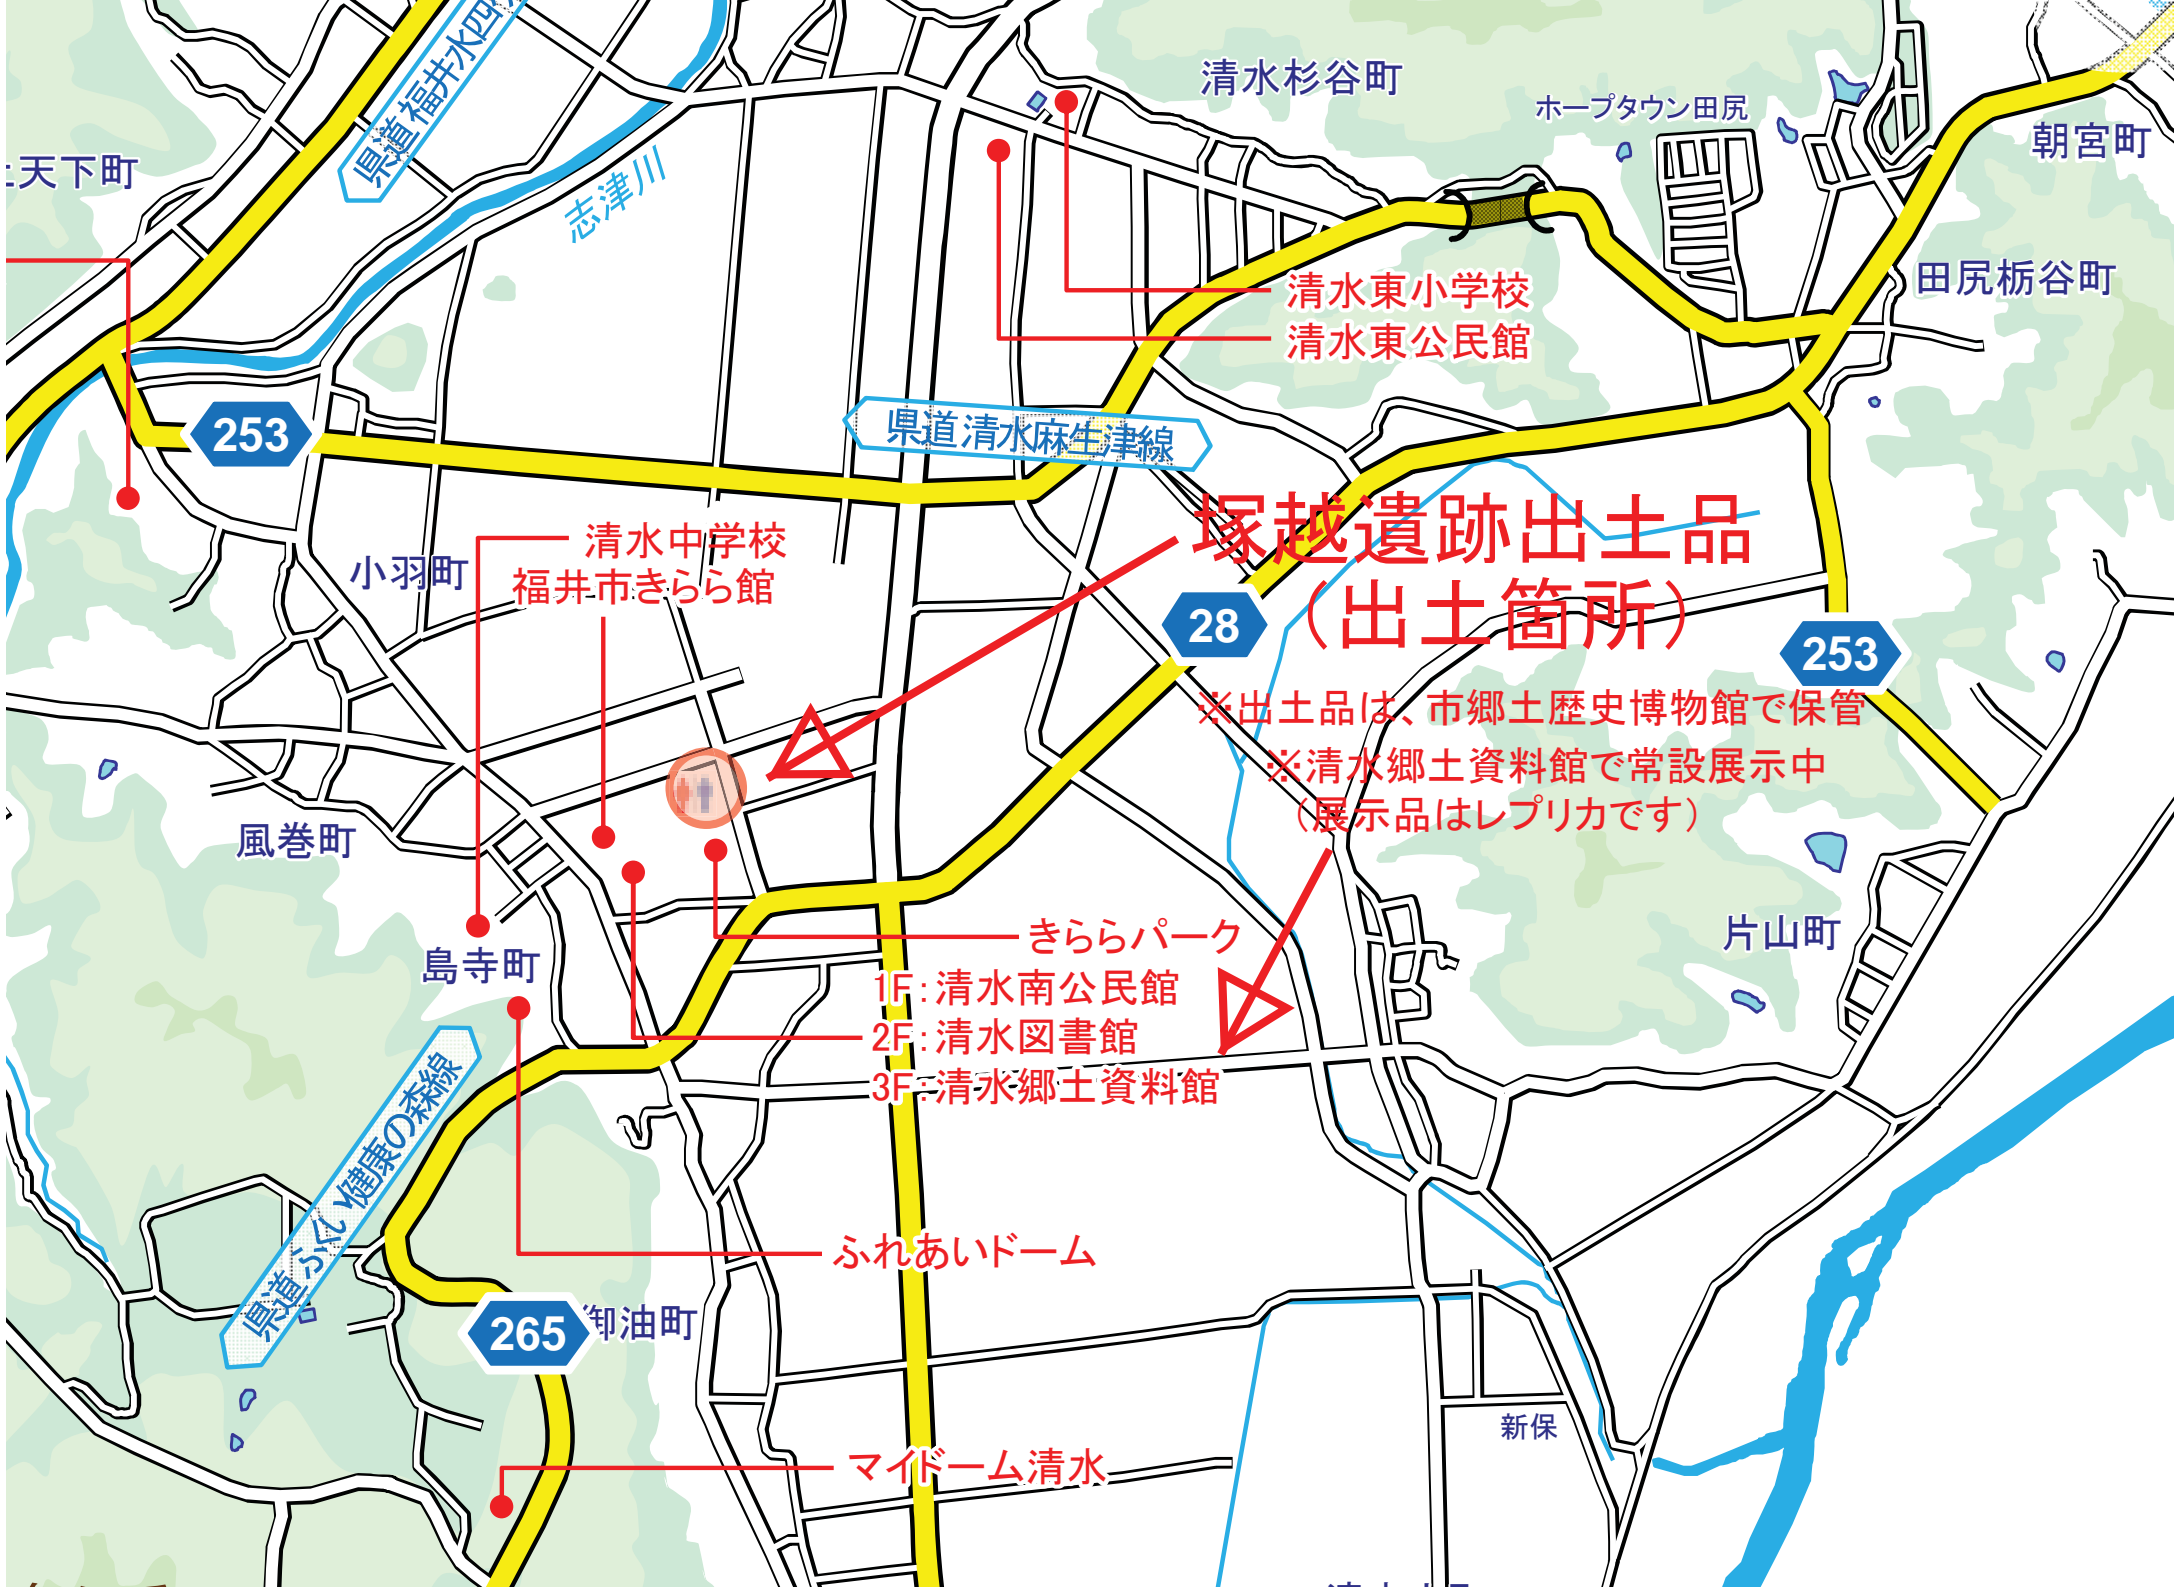 県道福井水四
清水杉谷町
ホープタウン田尻
朝宮町
天下町
志津川
田尻栃谷町
清水東小学校
清水東公民館
253
県道清水麻生津線
塚越遺跡出土品
（出土箇所）
清水中学校
福井市きらら館
小羽町
28
253
※出土品は、市郷土歴史博物館で保管
※清水郷土資料館で常設展示中
（展示品はレプリカです）
風巻町
片山町
島寺町
きららパーク
1F：清水南公民館
2F：清水図書館
3F：清水郷土資料館
県道ふくい健康の森線
ふれあいドーム
265
御油町
新保
マイドーム清水